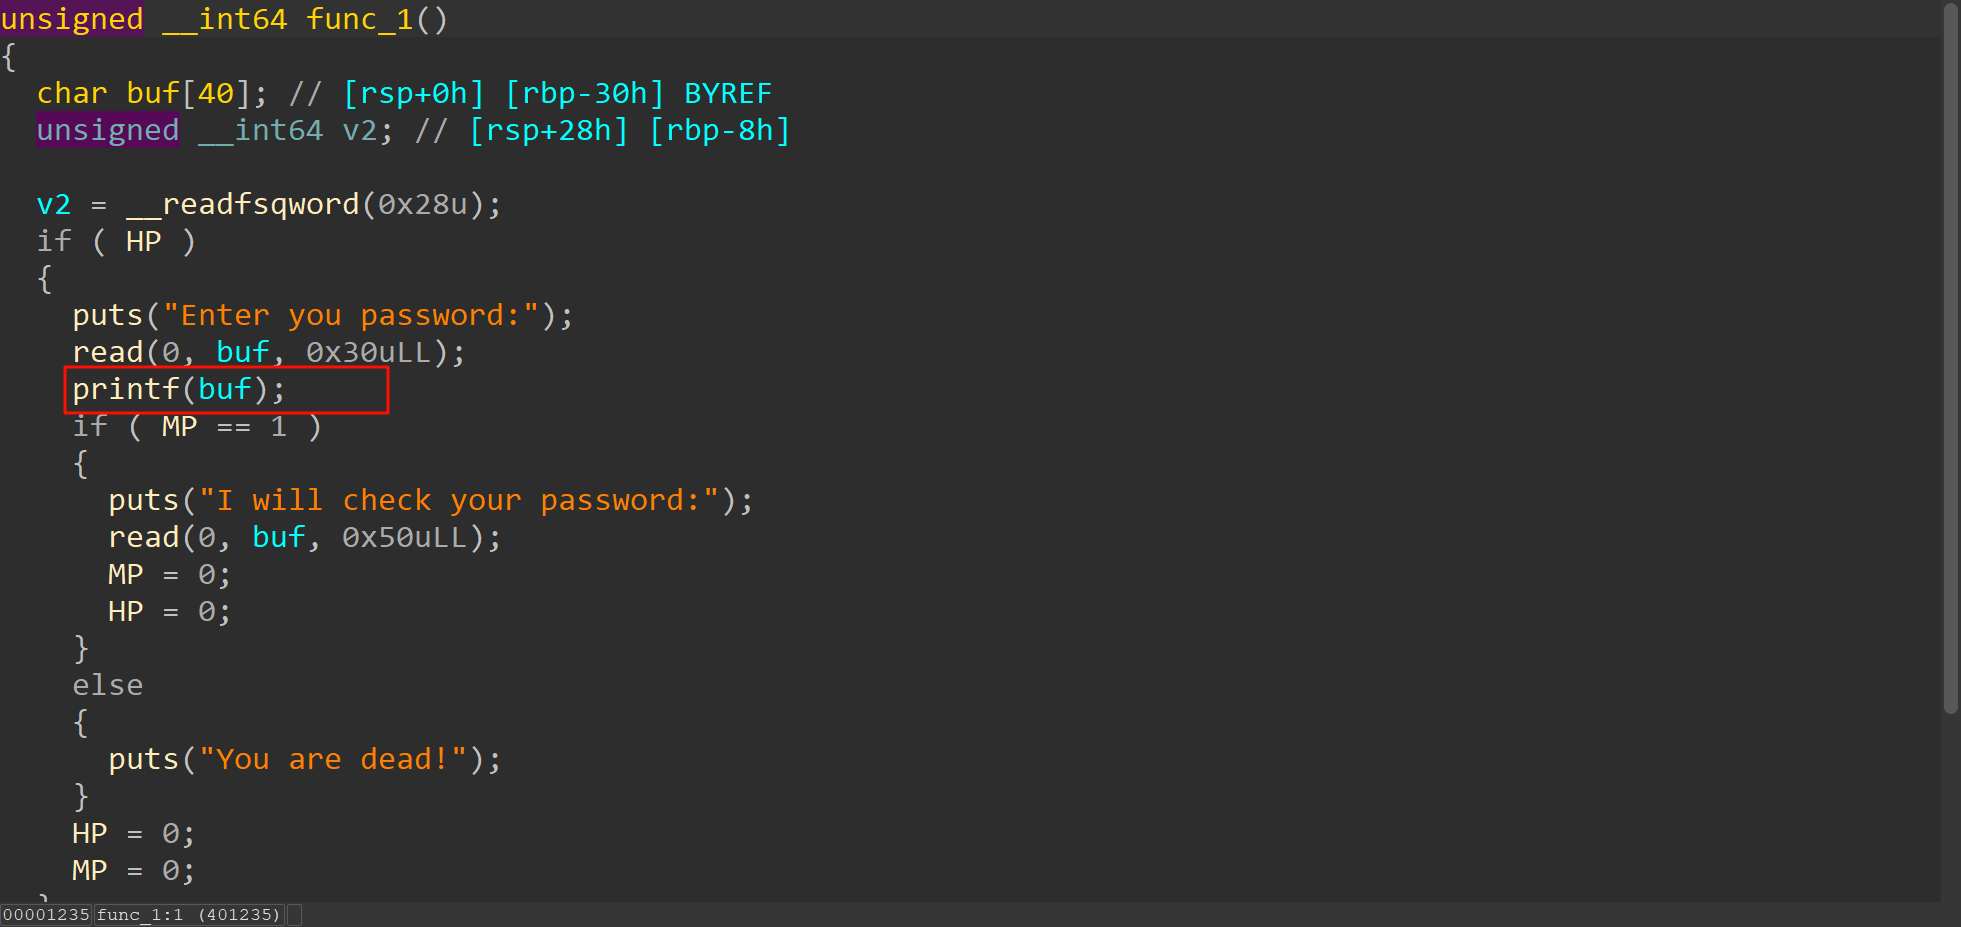 unsigned __int64 func_1()
{
  char buf[40]; // [rsp+0h] [rbp-30h] BYREF
  unsigned __int64 v2; // [rsp+28h] [rbp-8h]

  v2 = __readfsqword(0x28u);
  if ( HP )
  {
    puts("Enter you password:");
    read(0, buf, 0x30uLL);
    printf(buf);
    if ( MP == 1 )
    {
      puts("I will check your password:");
      read(0, buf, 0x50uLL);
      MP = 0;
      HP = 0;
    }
    else
    {
      puts("You are dead!");
    }
    HP = 0;
    MP = 0;
  }
00001235 func_1:1 (401235)